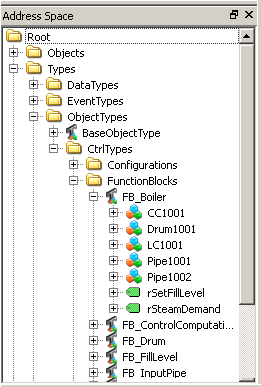 Address Space
Root
Objects
Types
DataTypes
EventTypes
ObjectTypes
BaseObjectType
CtrlTypes
Configurations
FunctionBlocks
FB_Boiler
CC1001
Drum1001
LC1001
Pipe1001
Pipe1002
rSetFillLevel
rSteamDemand
FB_ControlComputati...
FB_Drum
FB_FillLevel
FB_InputPipe